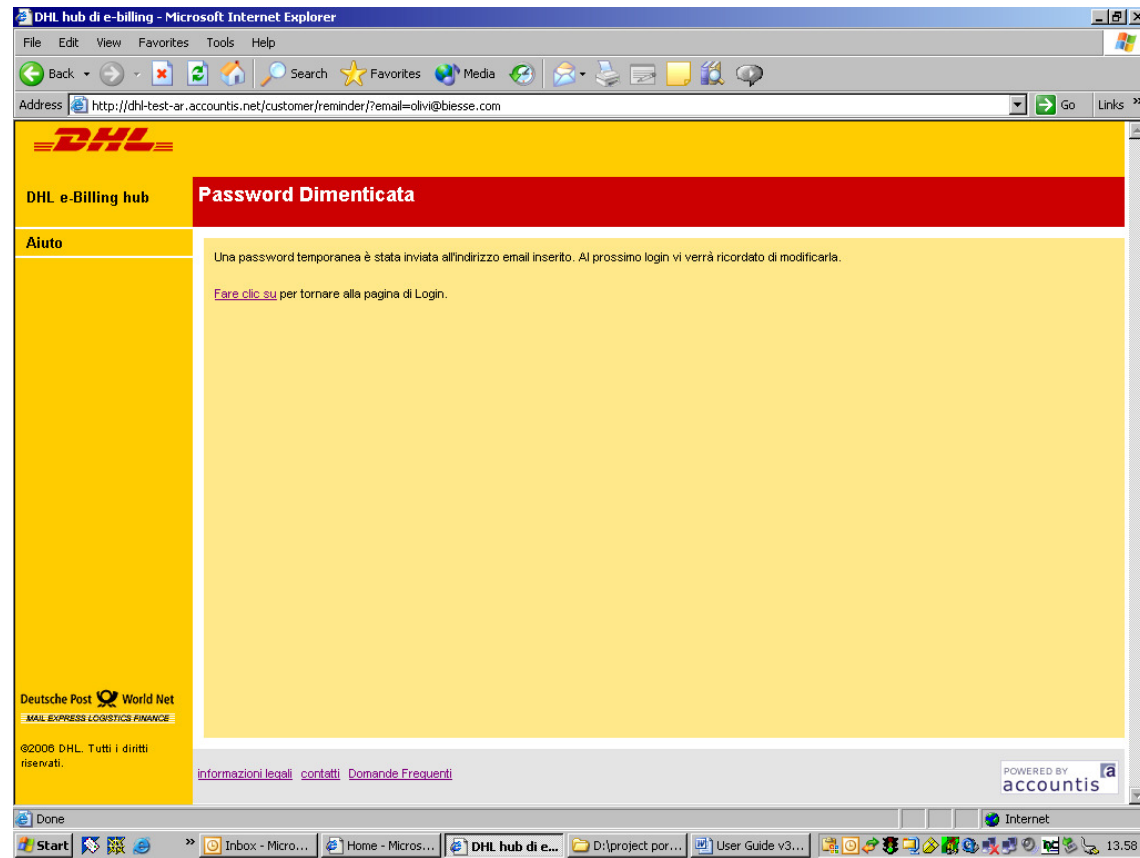 DHL hub di e-billing - Microsoft Internet Explorer
File Edit View Favorites Tools Help
Back Search Favorites Media
Address http://dhl-test-ar.accountis.net/customer/reminder/?email=olivi@biesse.com Go Links »
DHL
DHL e-Billing hub
Password Dimenticata
Aiuto
Una password temporanea è stata inviata all'indirizzo email inserito. Al prossimo login vi verrà ricordato di modificarla.
Fare clic su per tornare alla pagina di Login.
Deutsche Post World Net
MAIL EXPRESS LOGISTICS FINANCE
©2006 DHL. Tutti i diritti
riservati.
informazioni legali contatti Domande Frequenti
POWERED BY
accountis
Done Internet
Start » Inbox - Micro... Home - Micros... DHL hub di e... D:\project por... User Guide v3... 13.58